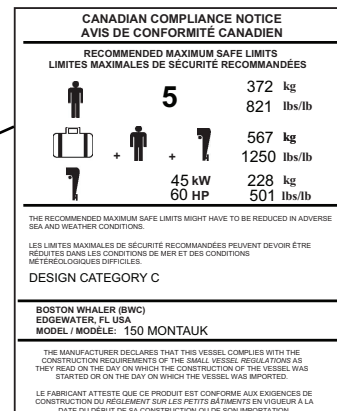 CANADIAN COMPLIANCE NOTICE
AVIS DE CONFORMITÉ CANADIEN
RECOMMENDED MAXIMUM SAFE LIMITS
LIMITES MAXIMALES DE SÉCURITÉ RECOMMANDÉES
5 372 kg
821 lbs/lb
567 kg
+ + 1250 lbs/lb
45 kW 228 kg
60 HP 501 lbs/lb
THE RECOMMENDED MAXIMUM SAFE LIMITS MIGHT HAVE TO BE REDUCED IN ADVERSE
SEA AND WEATHER CONDITIONS.
LES LIMITES MAXIMALES DE SÉCURITÉ RECOMMANDÉES PEUVENT DEVOIR ÊTRE
RÉDUITES DANS LES CONDITIONS DE MER ET DES CONDITIONS
MÉTÉREOLOGIQUES DIFFICILES.
DESIGN CATEGORY C
BOSTON WHALER (BWC)
EDGEWATER, FL USA
MODEL / MODÈLE: 150 MONTAUK
THE MANUFACTURER DECLARES THAT THIS VESSEL COMPLIES WITH THE
CONSTRUCTION REQUIREMENTS OF THE SMALL VESSEL REGULATIONS AS
THEY READ ON THE DAY ON WHICH THE CONSTRUCTION OF THE VESSEL WAS
STARTED OR ON THE DAY ON WHICH THE VESSEL WAS IMPORTED.
LE FABRICANT ATTESTE QUE CE PRODUIT EST CONFORME AUX EXIGENCES DE
CONSTRUCTION DU RÉGLEMENT SUR LES PETITS BÂTIMENTS EN VIGUEUR À LA
DATE DU DÉBUT DE SA CONSTRUCTION OU DE SON IMPORTATION